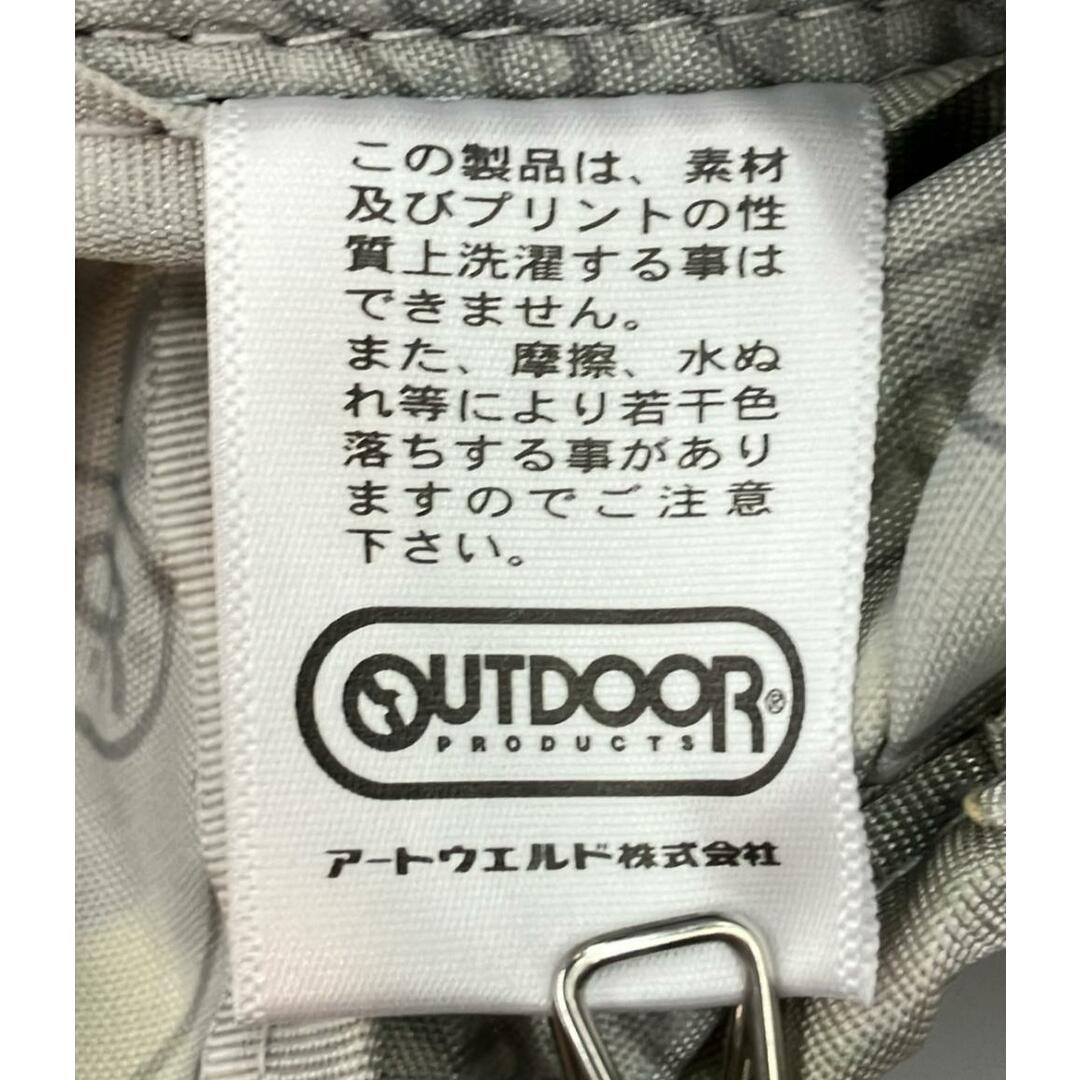 この製品は、素材
及びプリントの性
質上洗濯する事は
できません。
また、摩擦、水ぬ
れ等により若干色
落ちする事があり
ますのでご注意
下さい。
OUTDOOR®
PRODUCTS
アートウエルド株式会社